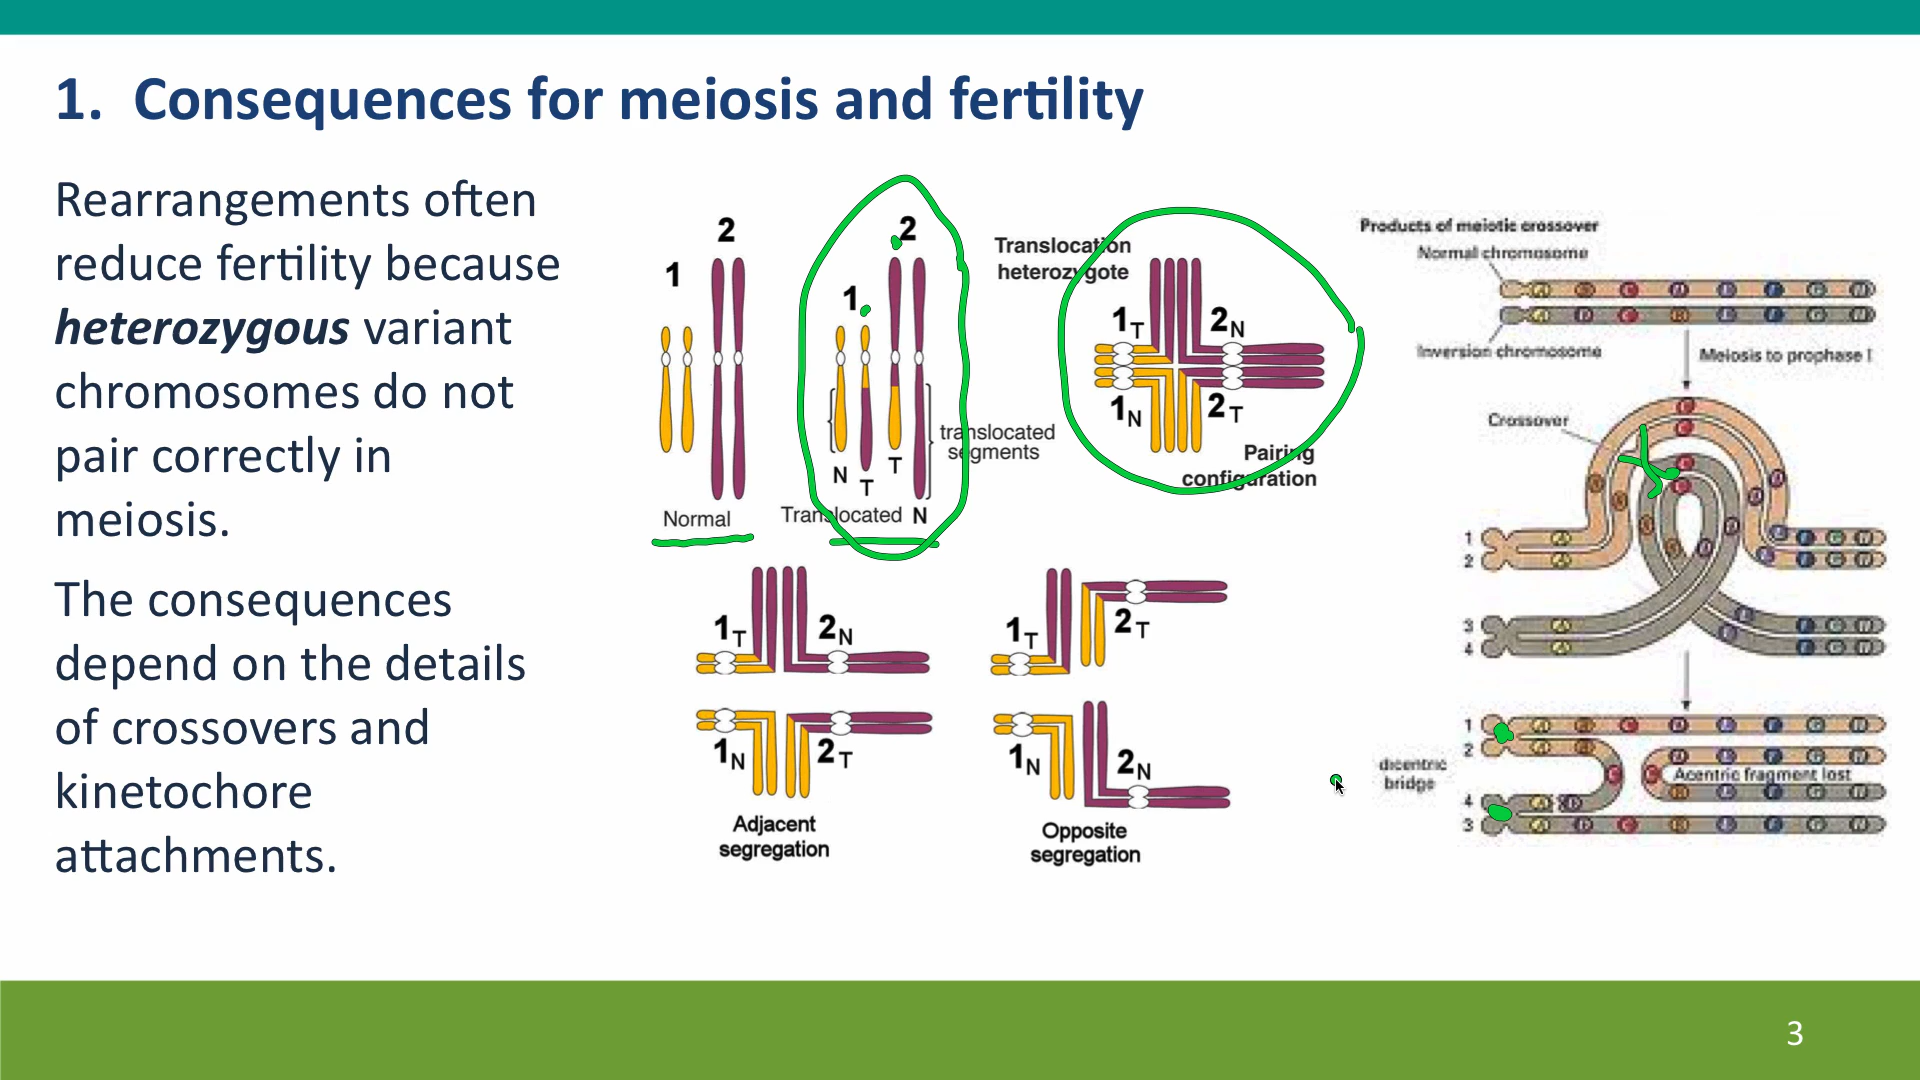 1. Consequences for meiosis and fertility
Rearrangements often
reduce fertility because
heterozygous variant
chromosomes do not
pair correctly in
meiosis.
The consequences
depend on the details
of crossovers and
kinetochore
attachments.
1
2
Normal
1
2
N
T
T
translocated
segments
Translocated N
Translocation
heterozygote
1T
2N
1N
2T
Pairing
configuration
1T
2N
1N
2T
Adjacent
segregation
1T
2T
1N
2N
Opposite
segregation
Products of meiotic crossover
Normal chromosome
Inversion chromosome
Meiosis to prophase I
Crossover
1
2
3
4
1
2
4
3
dicentric
bridge
Acentric fragment lost
3